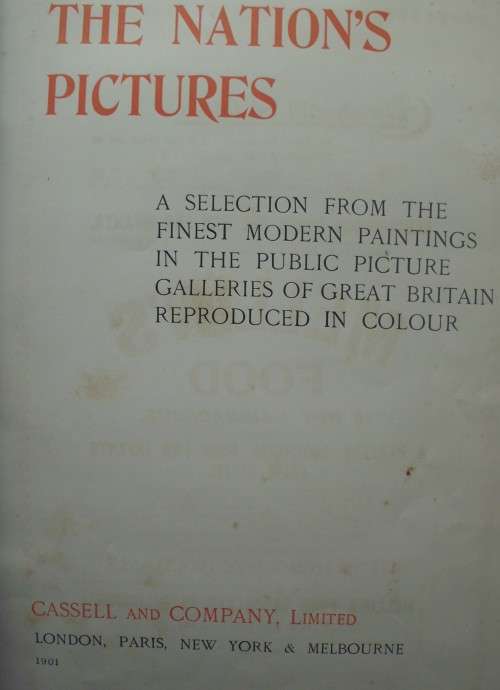 THE NATION'S
PICTURES
A SELECTION FROM THE
FINEST MODERN PAINTINGS
IN THE PUBLIC PICTURE
GALLERIES OF GREAT BRITAIN
REPRODUCED IN COLOUR
FOOD
CASSELL AND COMPANY, LIMITED
LONDON, PARIS, NEW YORK & MELBOURNE
1901